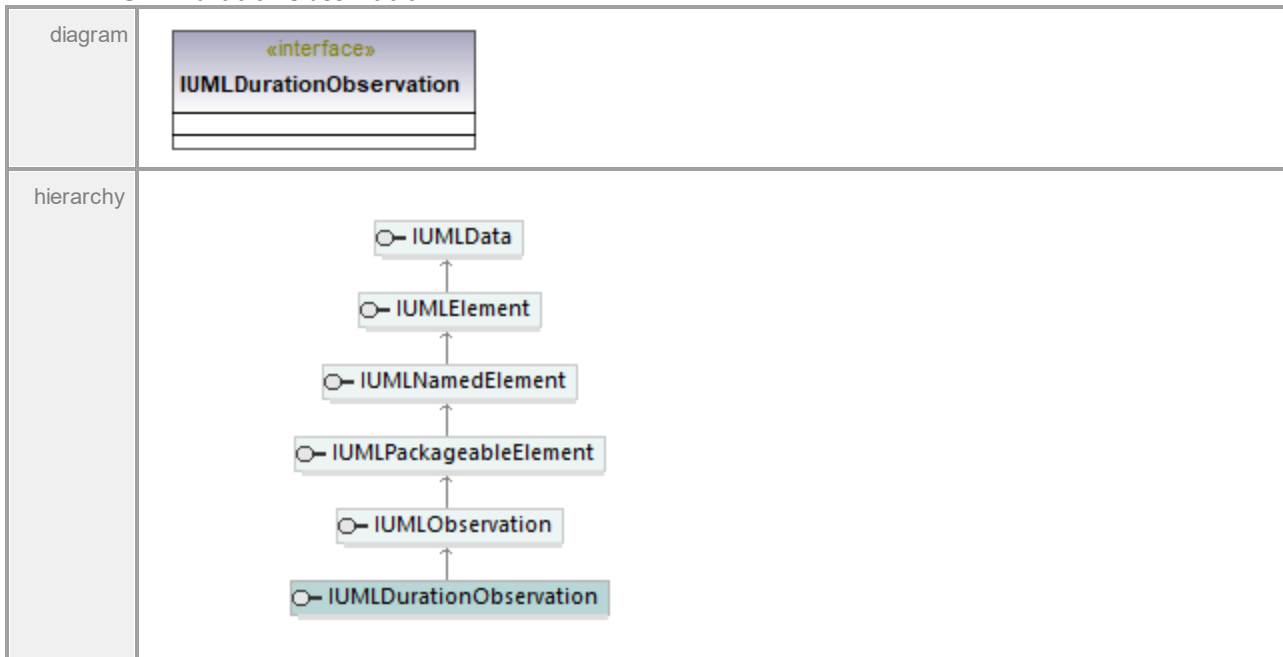 diagram
«interface»
IUMLDurationObservation
hierarchy
IUMLData
IUMLElement
IUMLNamedElement
IUMLPackageableElement
IUMLObservation
IUMLDurationObservation